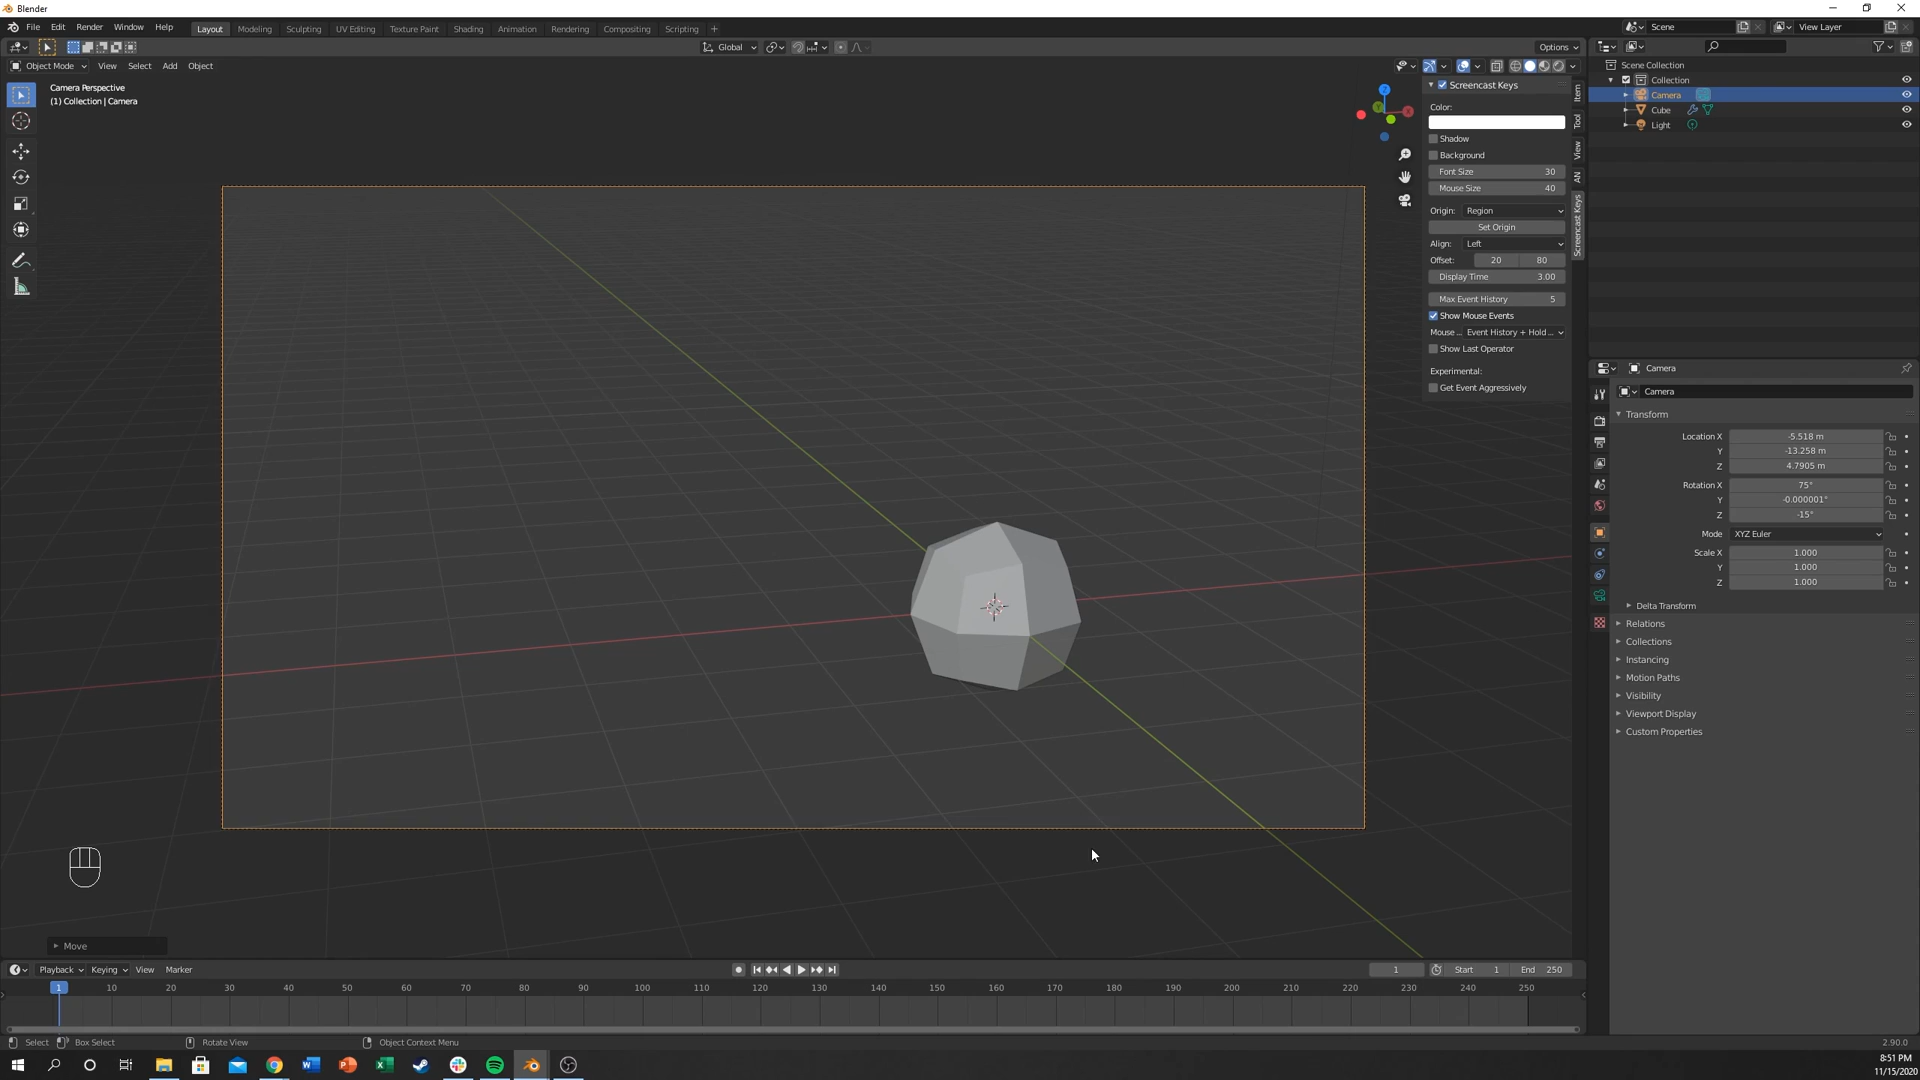 Blender
File Edit Render Window Help Layout Modeling Sculpting UV Editing Texture Paint Shading Animation Rendering Compositing Scripting + Scene View Layer
Global Options
Object Mode View Select Add Object
Camera Perspective
(1) Collection | Camera
Screencast Keys
Color:
Shadow
Background
Font Size 30
Mouse Size 40
Origin: Region
Set Origin
Align: Left
Offset: 20 80
Display Time 3.00
Max Event History 5
Show Mouse Events
Mouse ... Event History + Hold ...
Show Last Operator
Experimental:
Get Event Aggressively
Item
Tool
View
AN
Screencast Keys
Z
Y
X
Scene Collection
Collection
Camera
Cube
Light
Camera
Camera
Transform
Location X -5.518 m
Y -13.258 m
Z 4.7905 m
Rotation X 75°
Y -0.000001°
Z -15°
Mode XYZ Euler
Scale X 1.000
Y 1.000
Z 1.000
Delta Transform
Relations
Collections
Instancing
Motion Paths
Visibility
Viewport Display
Custom Properties
Move
Playback Keying View Marker 1 Start 1 End 250
1 10 20 30 40 50 60 70 80 90 100 110 120 130 140 150 160 170 180 190 200 210 220 230 240 250
Select Box Select Rotate View Object Context Menu 2.90.0
8:51 PM
11/15/2020